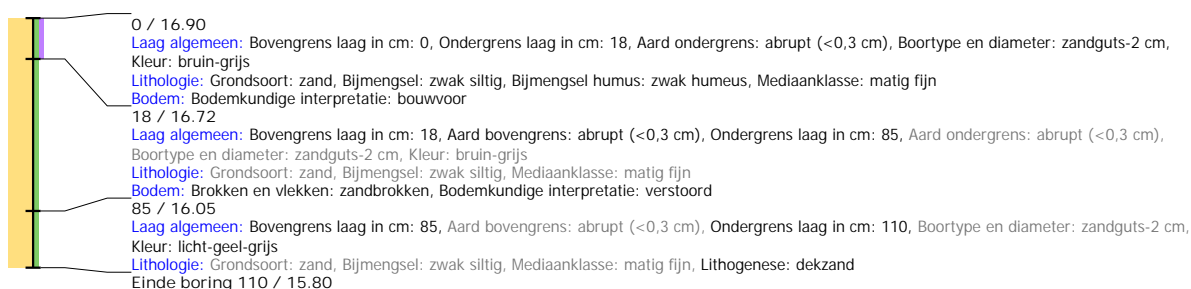 0 / 16.90
Laag algemeen: Bovengrens laag in cm: 0, Ondergrens laag in cm: 18, Aard ondergrens: abrupt (<0,3 cm), Boortype en diameter: zandguts-2 cm,
Kleur: bruin-grijs
Lithologie: Grondsoort: zand, Bijmengsel: zwak siltig, Bijmengsel humus: zwak humeus, Mediaanklasse: matig fijn
Bodem: Bodemkundige interpretatie: bouwvoor
18 / 16.72
Laag algemeen: Bovengrens laag in cm: 18, Aard bovengrens: abrupt (<0,3 cm), Ondergrens laag in cm: 85, Aard ondergrens: abrupt (<0,3 cm),
Boortype en diameter: zandguts-2 cm, Kleur: bruin-grijs
Lithologie: Grondsoort: zand, Bijmengsel: zwak siltig, Mediaanklasse: matig fijn
Bodem: Brokken en vlekken: zandbrokken, Bodemkundige interpretatie: verstoord
85 / 16.05
Laag algemeen: Bovengrens laag in cm: 85, Aard bovengrens: abrupt (<0,3 cm), Ondergrens laag in cm: 110, Boortype en diameter: zandguts-2 cm,
Kleur: licht-geel-grijs
Lithologie: Grondsoort: zand, Bijmengsel: zwak siltig, Mediaanklasse: matig fijn, Lithogenese: dekzand
Einde boring 110 / 15.80